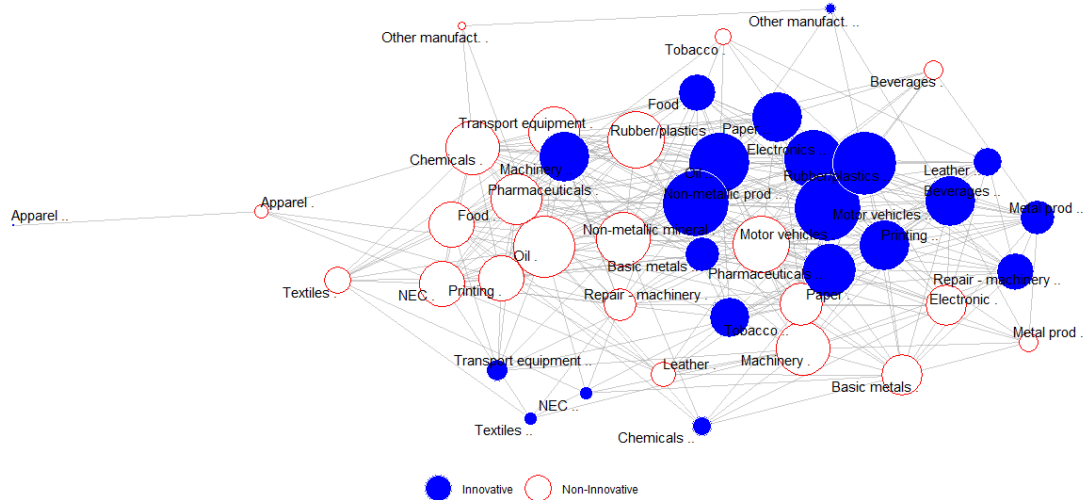 Other manufact. ..
Other manufact. .
Tobacco .
Beverages .
Food
Transport equipment .
Rubber/plastics
Paper
Electronics ..
Chemicals .
Machinery
Oil
Rubber/plastics ..
Leather ..
Pharmaceuticals .
Non-metallic prod ..
Beverages ..
Apparel ..
Apparel .
Food
Metal prod ..
Motor vehicles
Non-metallic mineral
Motor vehicles
Printing ..
Oil .
Basic metals ..
Pharmaceuticals ..
Repair - machinery ..
Textiles .
NEC .
Printing .
Repair - machinery .
Paper
Electronic .
Tobacco ..
Metal prod ..
Transport equipment ..
Leather .
Machinery .
Basic metals .
NEC ..
Textiles ..
Chemicals ..
Innovative
Non-Innovative